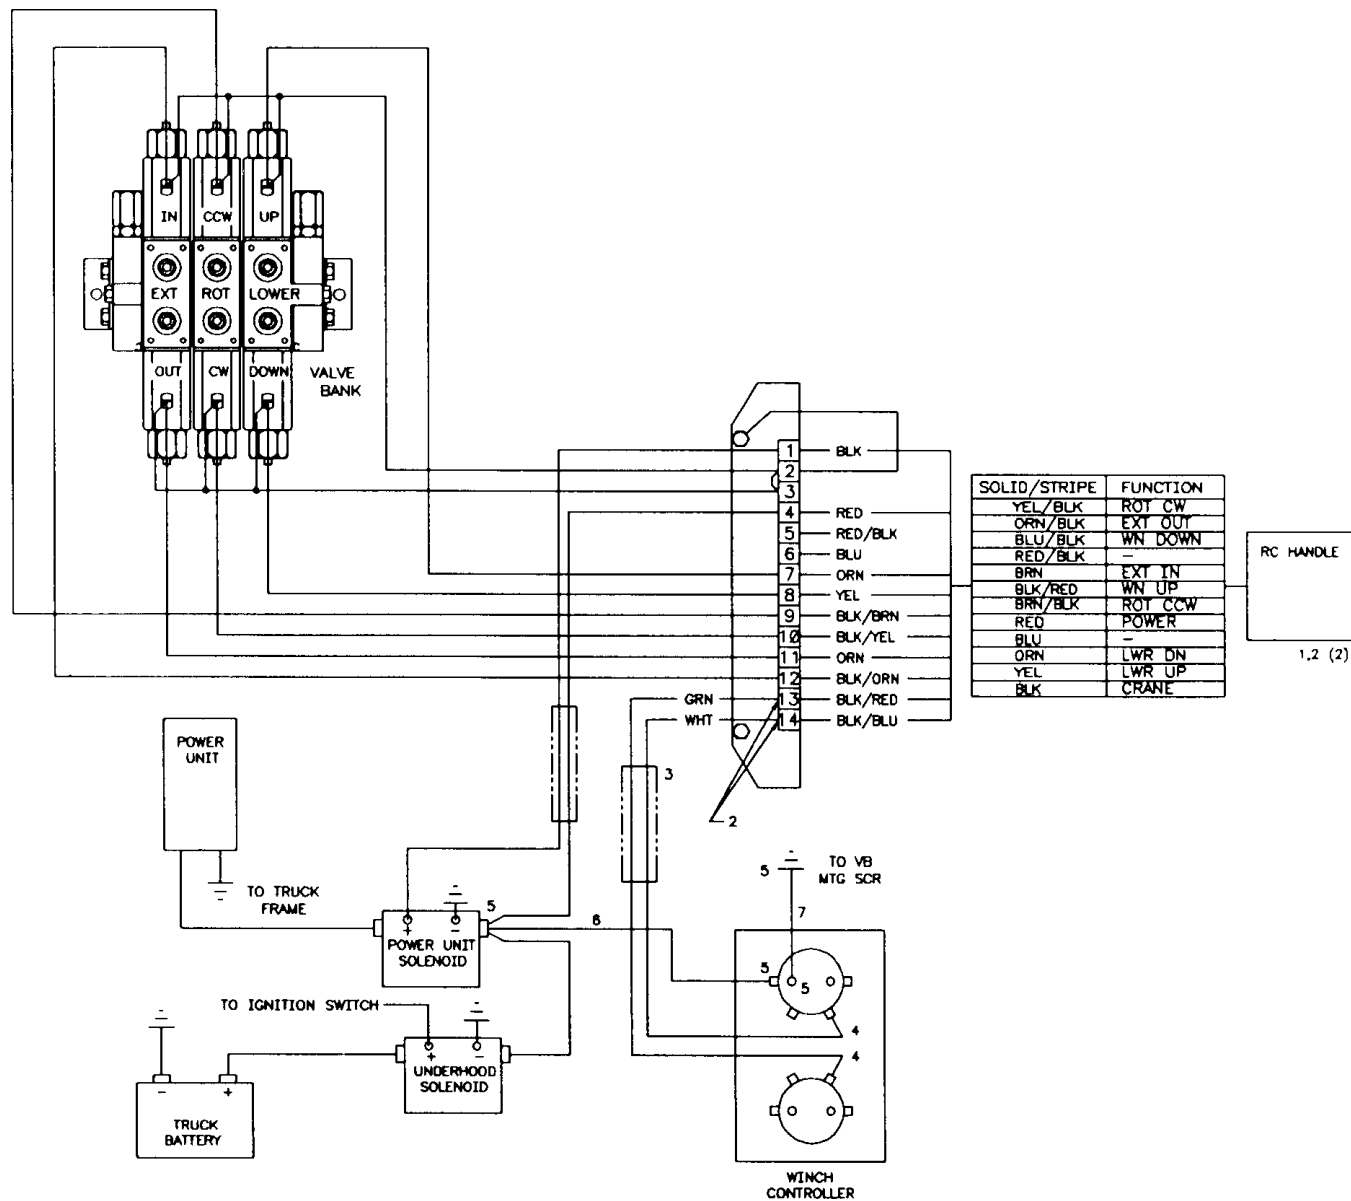 IN CCW UP
EXT ROT LOWER
OUT CW DOWN
VALVE
BANK
1 BLK
2
3
4 RED
5 RED/BLK
6 BLU
7 ORN
8 YEL
9 BLK/BRN
10 BLK/YEL
11 ORN
12 BLK/ORN
GRN 13 BLK/RED
WHT 14 BLK/BLU
SOLID/STRIPE FUNCTION
YEL/BLK ROT CW
ORN/BLK EXT OUT
BLU/BLK WN DOWN
RED/BLK -
BRN EXT IN
BLK/RED WN UP
BRN/BLK ROT CCW
RED POWER
BLU -
ORN LWR DN
YEL LWR UP
BLK CRANE
RC HANDLE
1,2 (2)
POWER
UNIT
3
2
TO TRUCK
FRAME
5
6
+ -
POWER UNIT
SOLENOID
5
TO VB
MTG SCR
7
5
5
4
4
TO IGNITION SWITCH
+ -
UNDERHOOD
SOLENOID
- +
TRUCK
BATTERY
WINCH
CONTROLLER